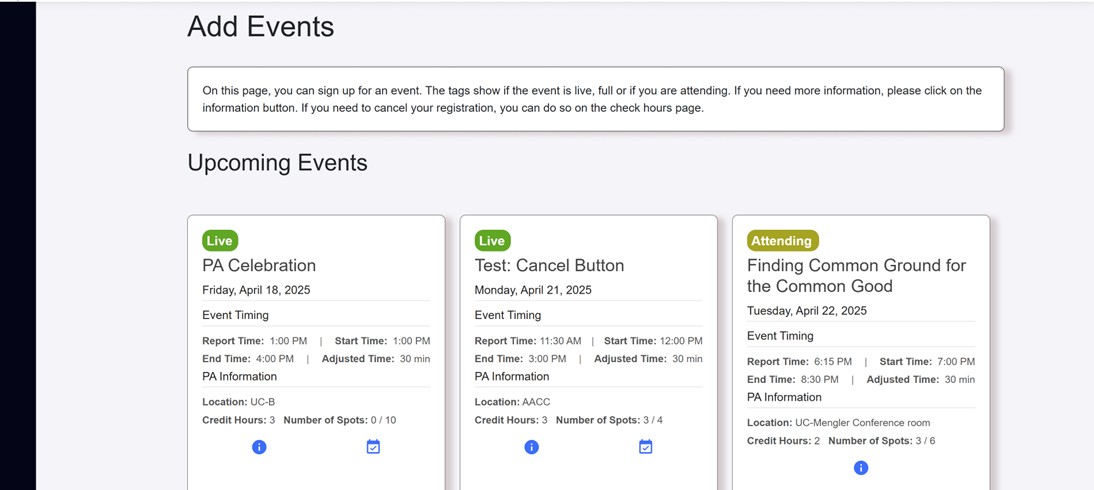 Add Events
On this page, you can sign up for an event. The tags show if the event is live, full or if you are attending. If you need more information, please click on the
information button. If you need to cancel your registration, you can do so on the check hours page.
Upcoming Events
Live
PA Celebration
Friday, April 18, 2025
Event Timing
Report Time: 1:00 PM | Start Time: 1:00 PM
End Time: 4:00 PM | Adjusted Time: 30 min
PA Information
Location: UC-B
Credit Hours: 3 Number of Spots: 0 / 10
Live
Test: Cancel Button
Monday, April 21, 2025
Event Timing
Report Time: 11:30 AM | Start Time: 12:00 PM
End Time: 3:00 PM | Adjusted Time: 30 min
PA Information
Location: AACC
Credit Hours: 3 Number of Spots: 3 / 4
Attending
Finding Common Ground for
the Common Good
Tuesday, April 22, 2025
Event Timing
Report Time: 6:15 PM | Start Time: 7:00 PM
End Time: 8:30 PM | Adjusted Time: 30 min
PA Information
Location: UC-Mengler Conference room
Credit Hours: 2 Number of Spots: 3 / 6